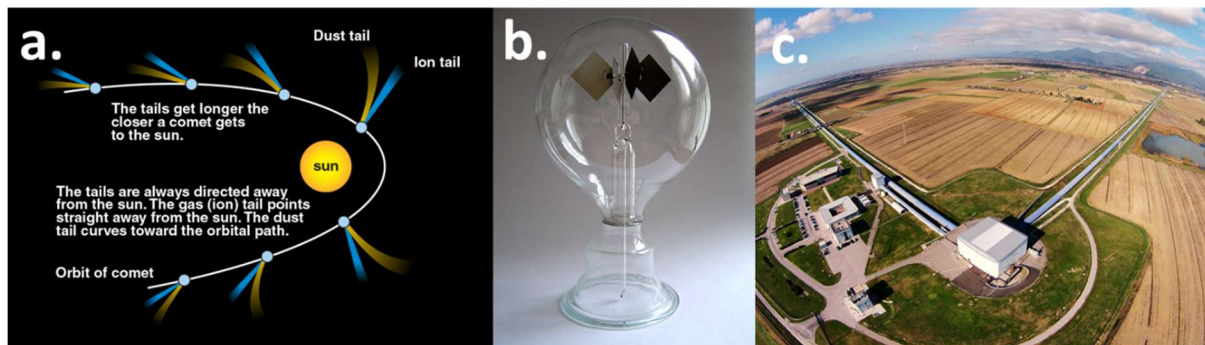 a.
Dust tail
Ion tail
The tails get longer the
closer a comet gets
to the sun.
sun
The tails are always directed away
from the sun. The gas (ion) tail points
straight away from the sun. The dust
tail curves toward the orbital path.
Orbit of comet
b.
c.